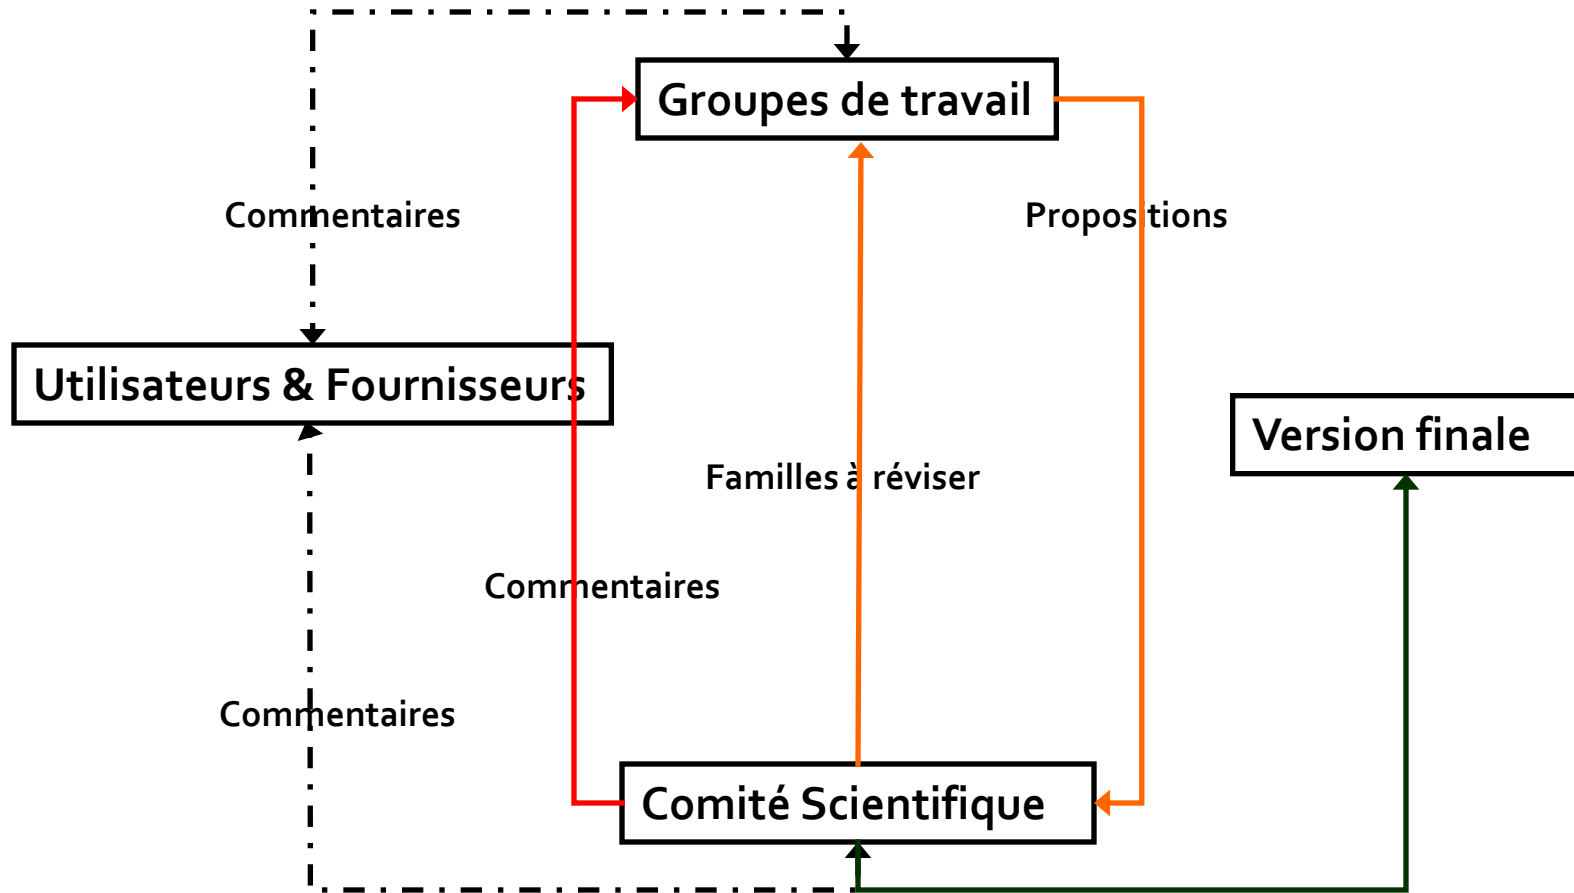 Groupes de travail
Commentaires
Propositions
Utilisateurs & Fournisseurs
Version finale
Familles à réviser
Commentaires
Commentaires
Comité Scientifique